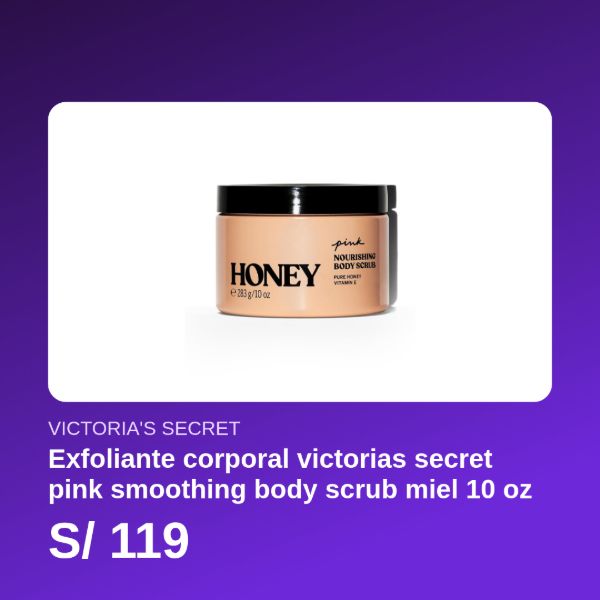 pink
NOURISHING
BODY SCRUB
HONEY
PURE HONEY
VITAMIN E
℮ 283 g/10 oz
VICTORIA'S SECRET
Exfoliante corporal victorias secret
pink smoothing body scrub miel 10 oz
S/ 119